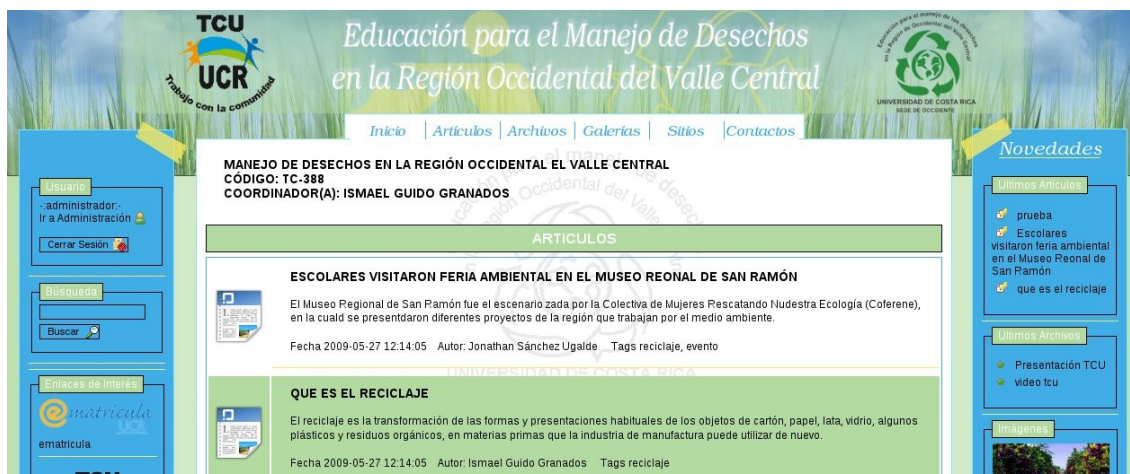 TCU
UCR
Trabajo con la comunidad
Educación para el Manejo de Desechos
en la Región Occidental del Valle Central
UNIVERSIDAD DE COSTA RICA
SEDE DE OCCIDENTE
Inicio
Artículos
Archivos
Galerías
Sitios
Contactos
Usuario
-:administrador:-
Ir a Administración
Cerrar Sesión
Búsqueda
Buscar
Enlaces de Interés
ematricula
UCR
ematricula
TCU
MANEJO DE DESECHOS EN LA REGIÓN OCCIDENTAL EL VALLE CENTRAL
CÓDIGO: TC-388
COORDINADOR(A): ISMAEL GUIDO GRANADOS
ARTICULOS
ESCOLARES VISITARON FERIA AMBIENTAL EN EL MUSEO REONAL DE SAN RAMÓN
El Museo Regional de San Ramón fue el escenario zada por la Colectiva de Mujeres Rescatando Nudestra Ecología (Coferene),
en la cuald se presentdaron diferentes proyectos de la región que trabajan por el medio ambiente.
Fecha 2009-05-27 12:14:05 Autor: Jonathan Sánchez Ugalde Tags reciclaje, evento
UNIVERSIDAD DE COSTA RICA
QUE ES EL RECICLAJE
El reciclaje es la transformación de las formas y presentaciones habituales de los objetos de cartón, papel, lata, vidrio, algunos
plásticos y residuos orgánicos, en materias primas que la industria de manufactura puede utilizar de nuevo.
Fecha 2009-05-27 12:14:05 Autor: Ismael Guido Granados Tags reciclaje
Novedades
Ultimos Artículos
prueba
Escolares
visitaron feria ambiental
en el Museo Reonal de
San Ramón
que es el reciclaje
Ultimos Archivos
Presentación TCU
video tcu
Imágenes